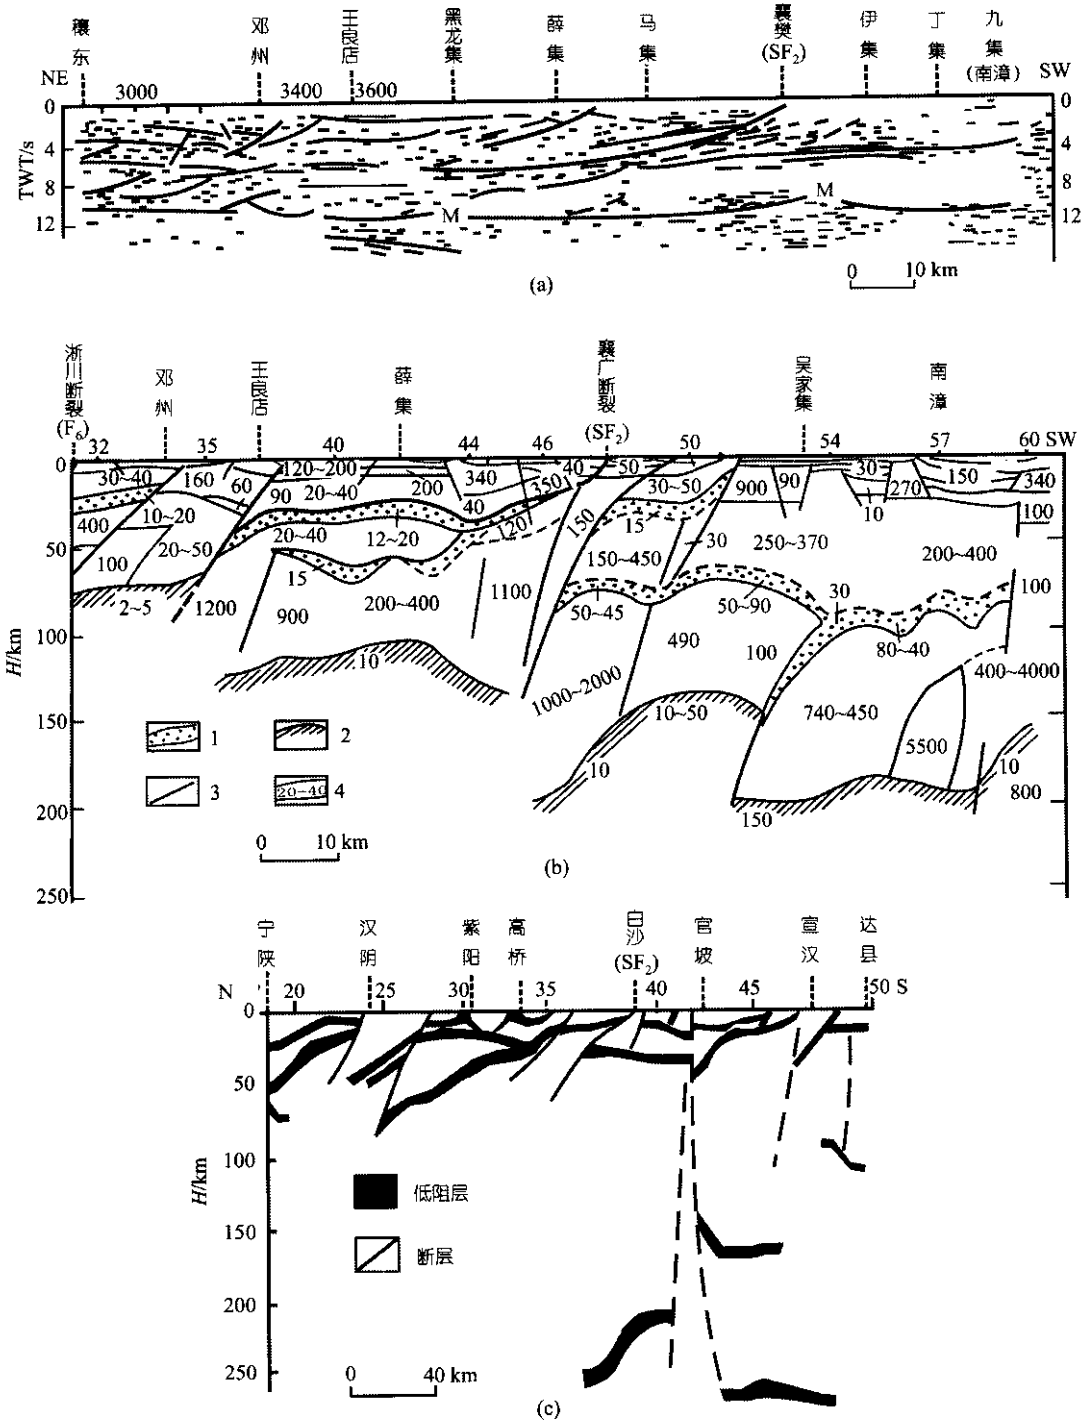 穰东 邓州 王良店 黑龙集 薛集 马集 襄樊(SF₂) 伊集 丁集 九集(南漳)
NE 3000 3400 3600 SW
0 0
4 4
8 8
12 12
TWT/s
M M
0 10 km
(a)
淅川断裂(F₆) 邓州 王良店 薛集 襄广断裂(SF₂) 吴家集 南漳
32 35 40 44 46 50 54 57 60 SW
0 30~40 160 60 120~200 340 40 50 30 150
90 20~40 200 350 30~50 900 90 270 340
400 10~20 40 120 150 15 10 100
50 100 20~50 20~40 12~20 150~450 30 250~370 200~400
15 1100 30 100
2~5 1200 900 200~400 50~45 50~90
100 10 490 100 80~40 400~4000
1000~2000
150 10~50 740~450
1 2 5500
10 10
3 20~40 4 800
200 150
0 10 km
250
H/km
(b)
宁陕 汉阴 紫阳 高桥 白沙(SF₂) 官坡 宣汉 达县
N 20 25 30 35 40 45 50 S
0
50
100
低阻层
150
断层
200
250
H/km
0 40 km
(c)